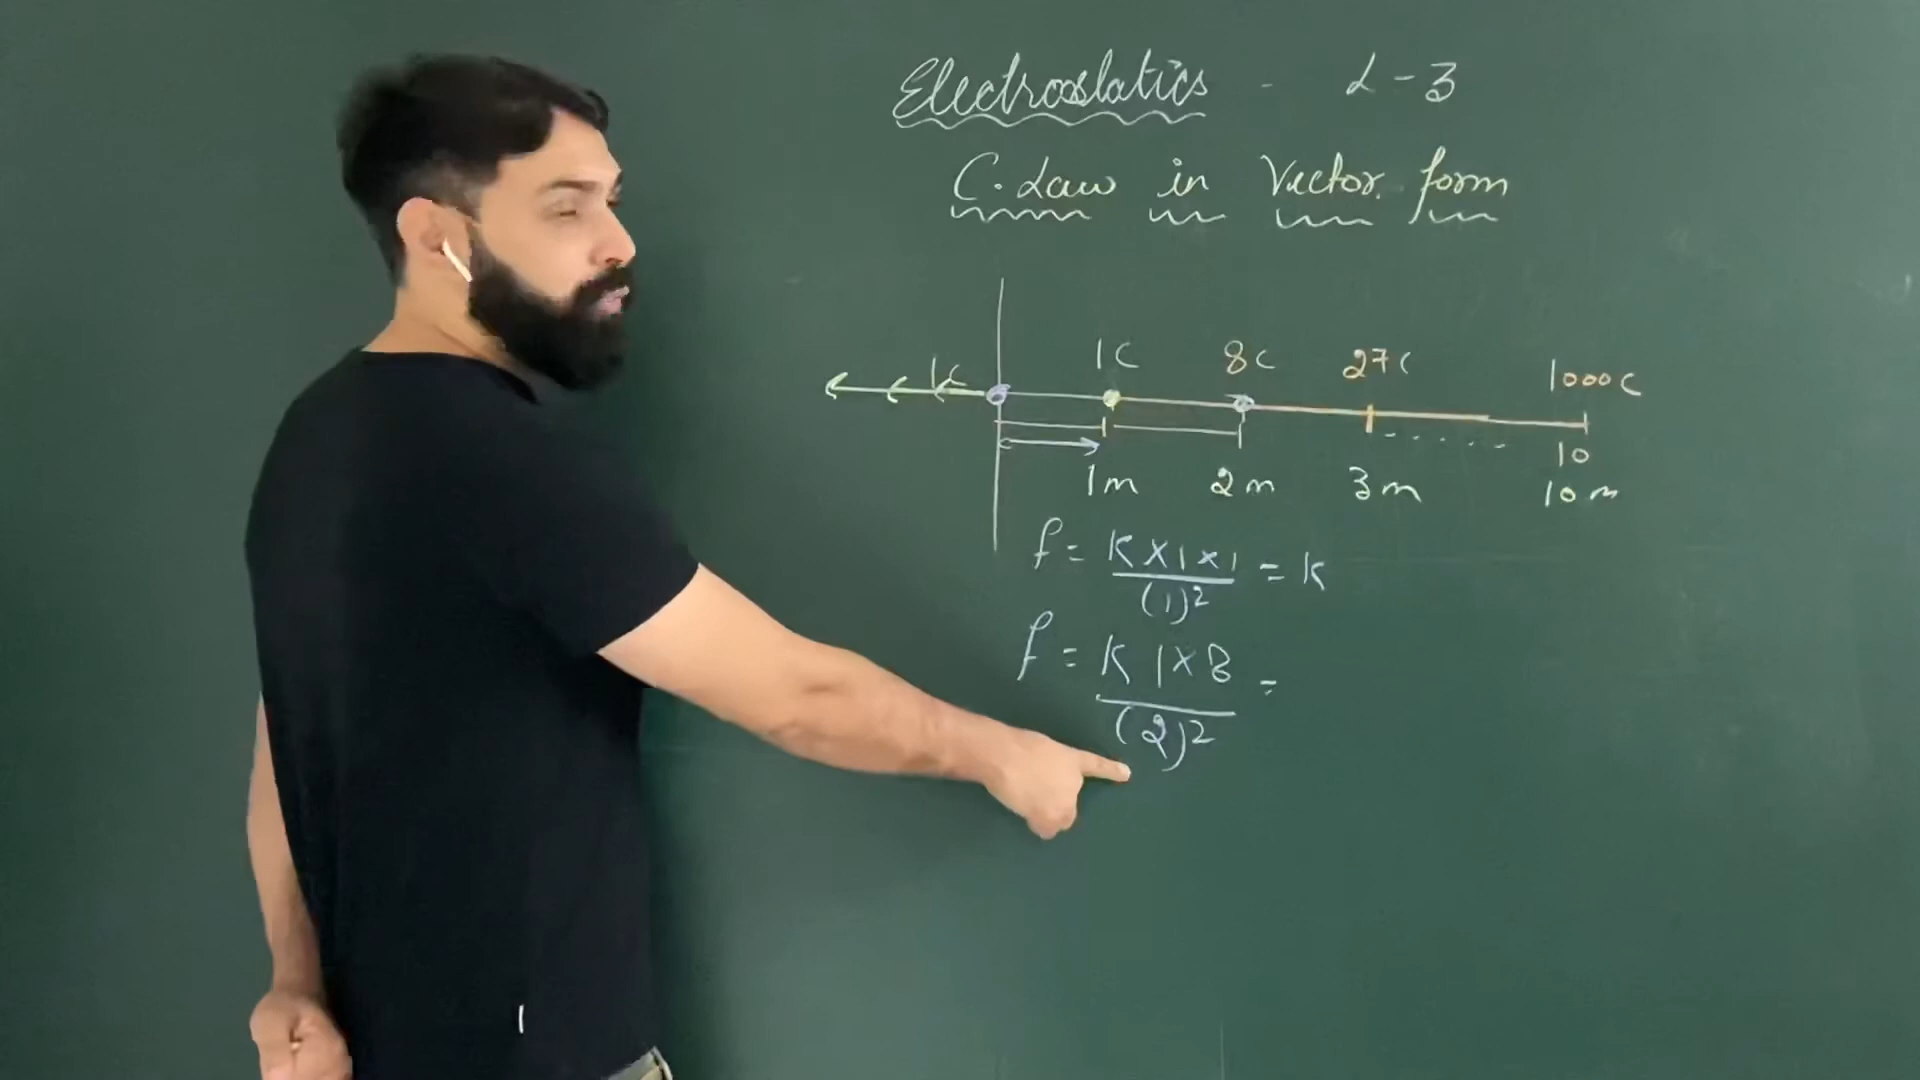 Electrostatics - L-3
C. Law in Vector form
1C 1C 8C 27C 1000C
10
1m 2m 3m 10m
f = K×1×1 = K
(1)²
f = K 1×8 =
(2)²